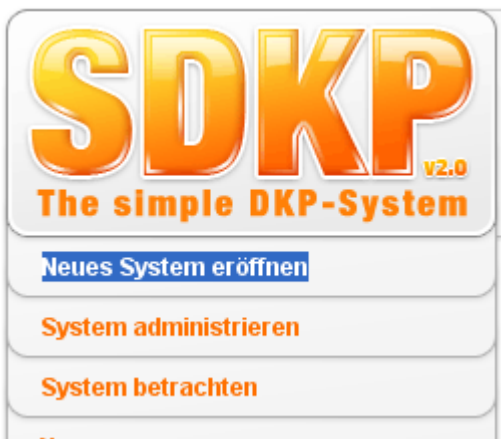 SDKP
v2.0
The simple DKP-System
Neues System eröffnen
System administrieren
System betrachten